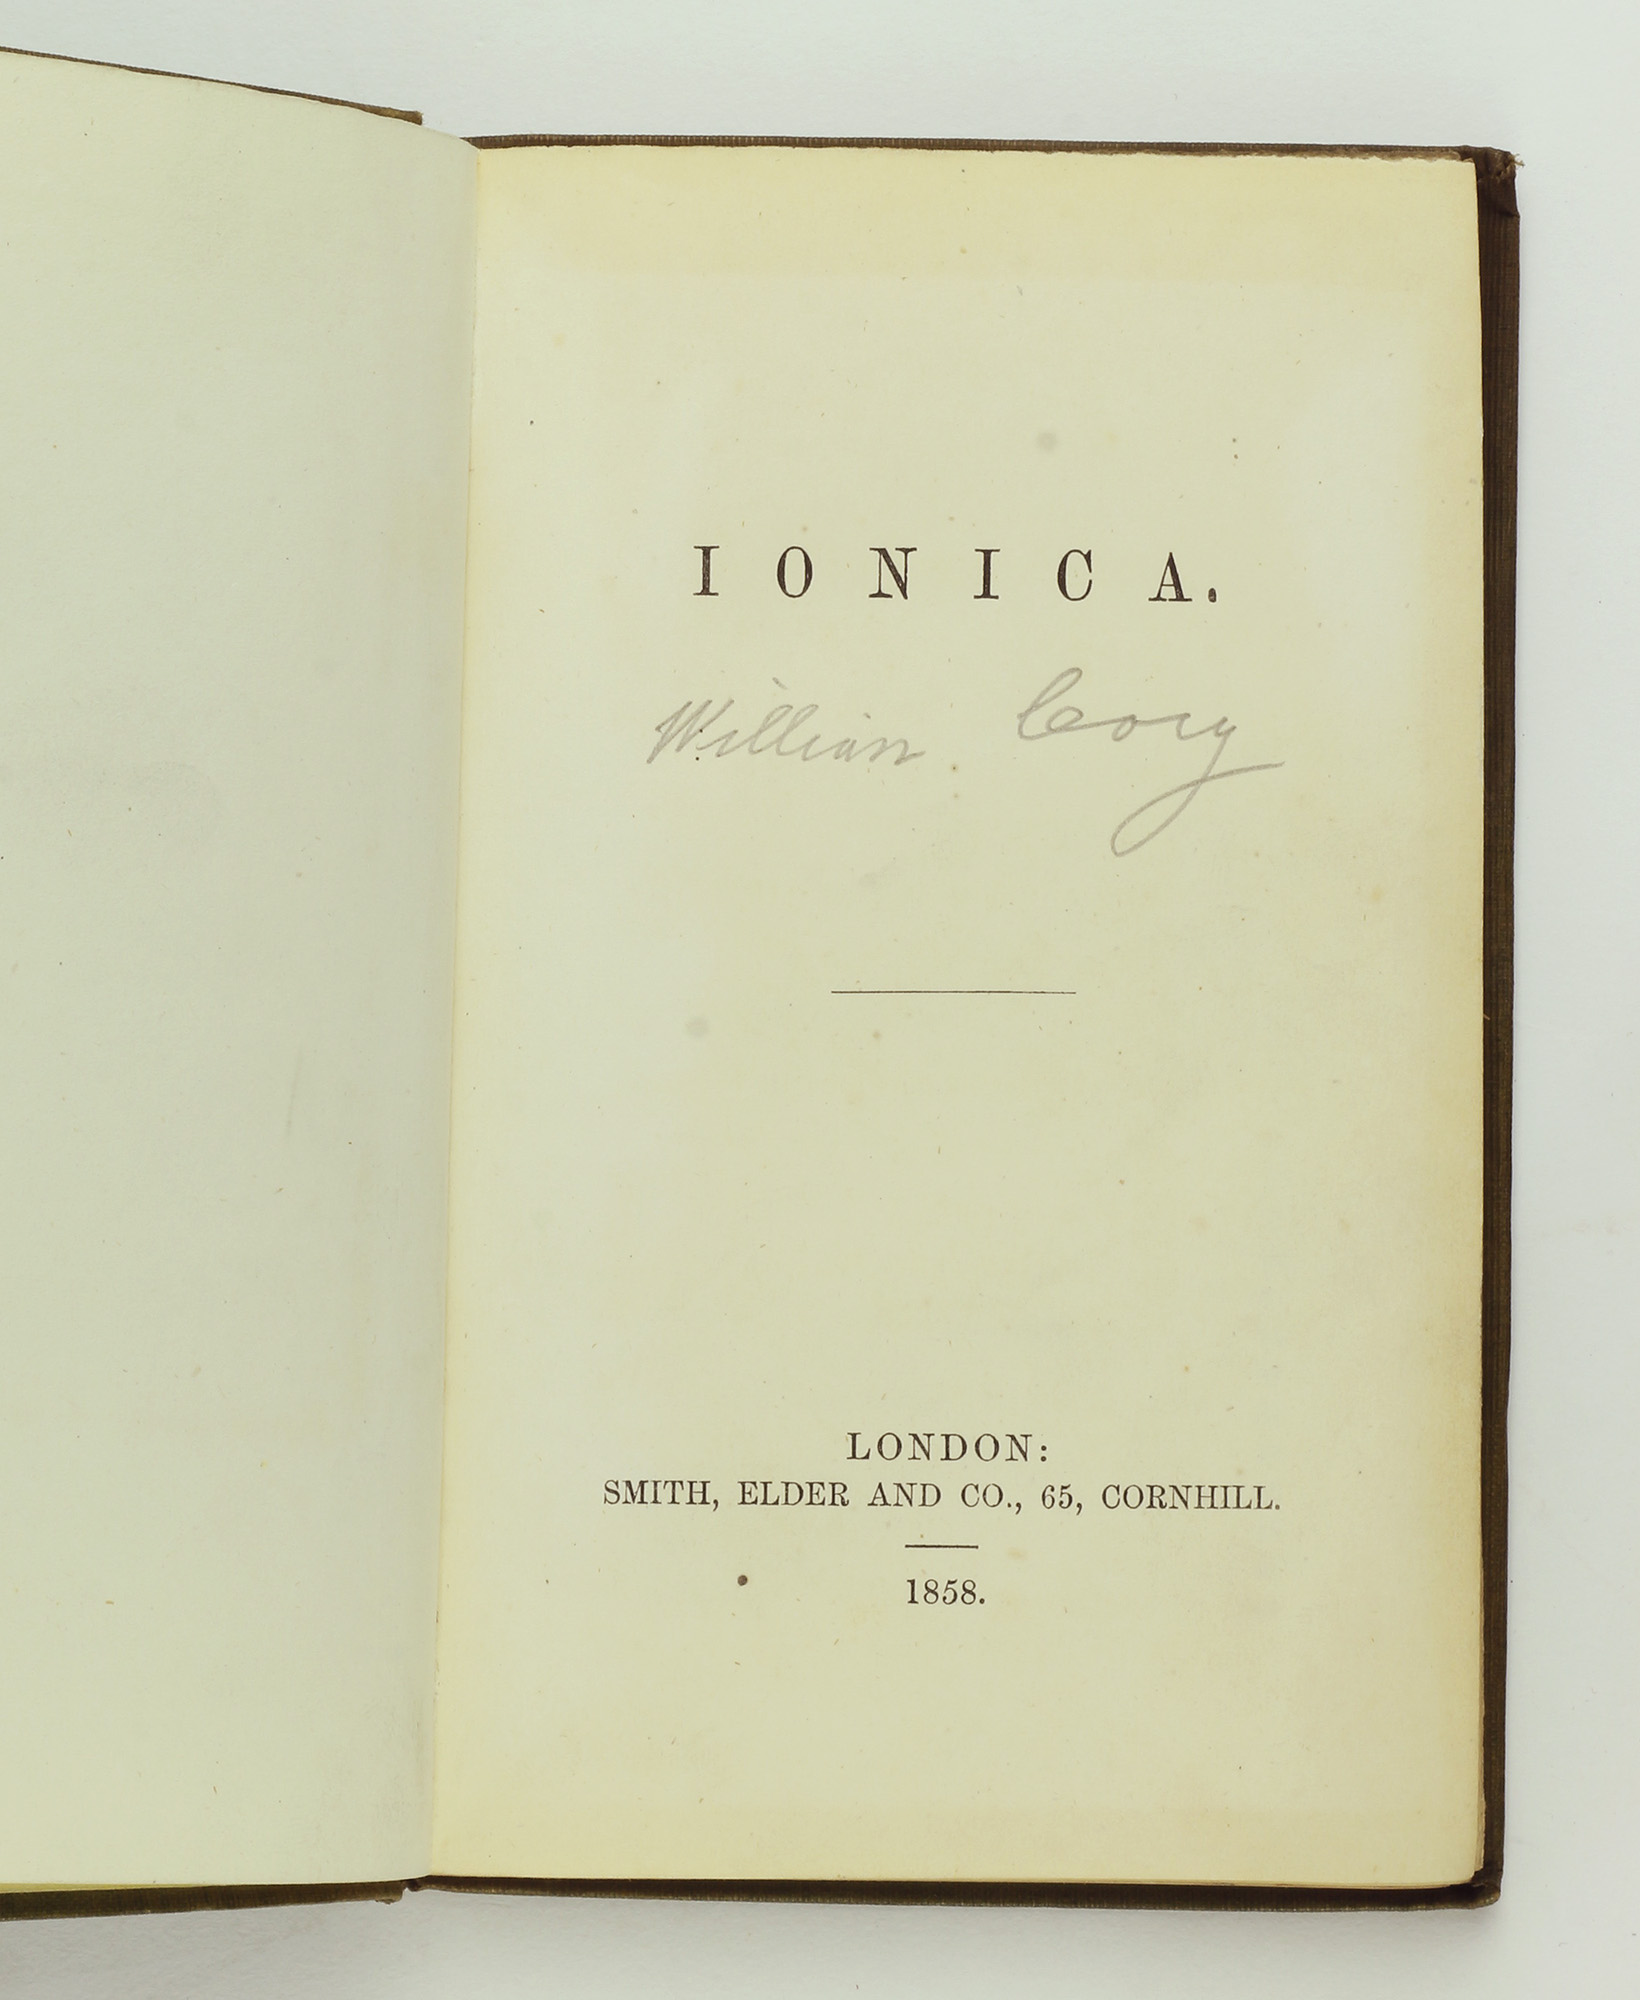 IONICA.
William Cory
LONDON:
SMITH, ELDER AND CO., 65, CORNHILL.
1858.